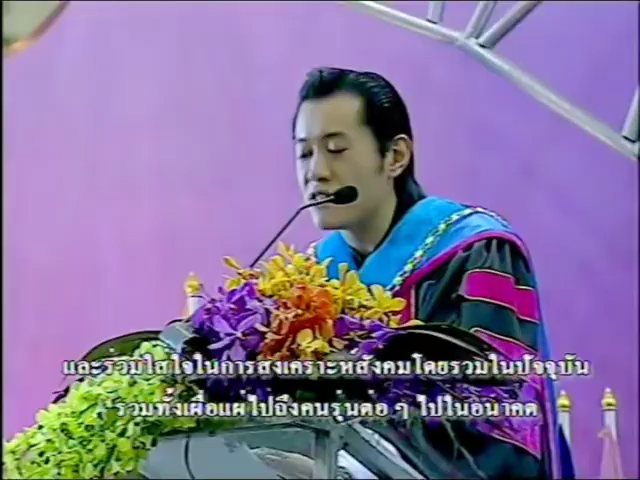 และร่วมใส่ใจในการสงเคราะห์สังคมโดยรวมในปัจจุบัน
รวมทั้งเผื่อแผ่ไปถึงคนรุ่นต่อ ๆ ไปในอนาคต